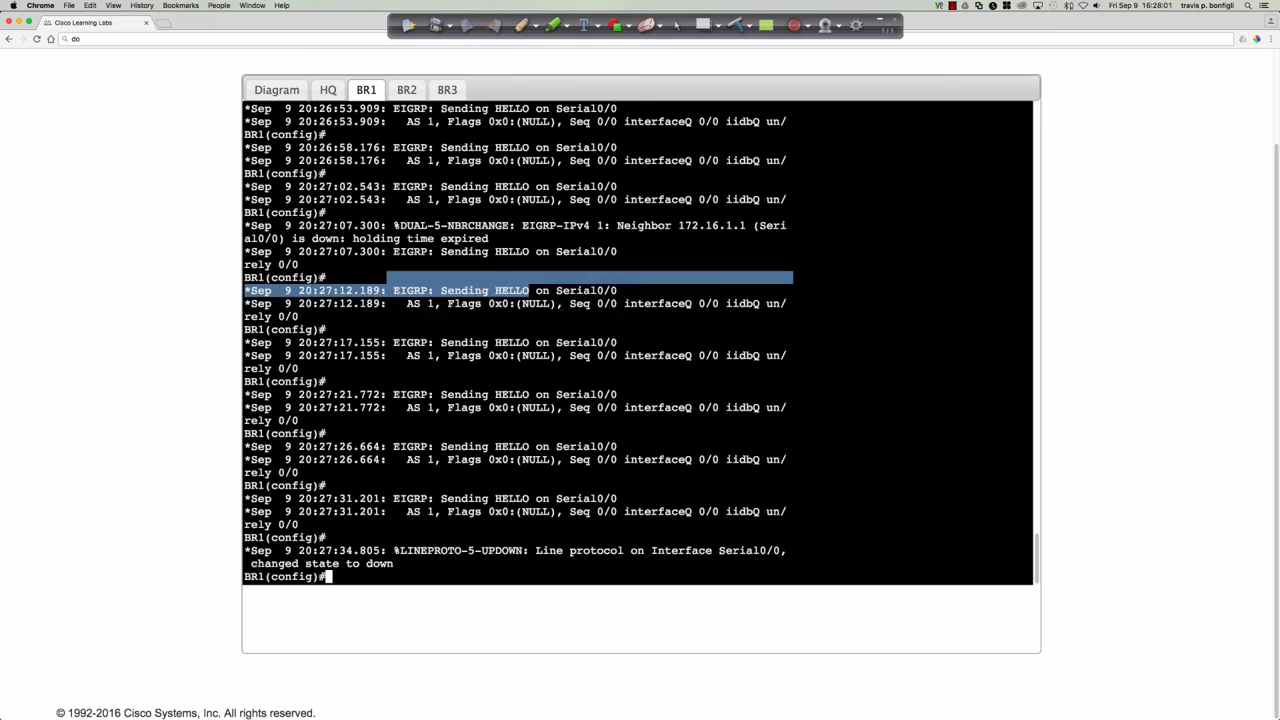 Chrome File Edit View History Bookmarks People Window Help
Fri Sep 9 16:28:01 travis p. bonfigli
Cisco Learning Labs
1/1
do
Diagram HQ BR1 BR2 BR3
*Sep  9 20:26:53.909: EIGRP: Sending HELLO on Serial0/0
*Sep  9 20:26:53.909:   AS 1, Flags 0x0:(NULL), Seq 0/0 interfaceQ 0/0 iidbQ un/
BR1(config)#
*Sep  9 20:26:58.176: EIGRP: Sending HELLO on Serial0/0
*Sep  9 20:26:58.176:   AS 1, Flags 0x0:(NULL), Seq 0/0 interfaceQ 0/0 iidbQ un/
BR1(config)#
*Sep  9 20:27:02.543: EIGRP: Sending HELLO on Serial0/0
*Sep  9 20:27:02.543:   AS 1, Flags 0x0:(NULL), Seq 0/0 interfaceQ 0/0 iidbQ un/
BR1(config)#
*Sep  9 20:27:07.300: %DUAL-5-NBRCHANGE: EIGRP-IPv4 1: Neighbor 172.16.1.1 (Seri
al0/0) is down: holding time expired
*Sep  9 20:27:07.300: EIGRP: Sending HELLO on Serial0/0
rely 0/0
BR1(config)#
*Sep  9 20:27:12.189: EIGRP: Sending HELLO on Serial0/0
*Sep  9 20:27:12.189:   AS 1, Flags 0x0:(NULL), Seq 0/0 interfaceQ 0/0 iidbQ un/
rely 0/0
BR1(config)#
*Sep  9 20:27:17.155: EIGRP: Sending HELLO on Serial0/0
*Sep  9 20:27:17.155:   AS 1, Flags 0x0:(NULL), Seq 0/0 interfaceQ 0/0 iidbQ un/
rely 0/0
BR1(config)#
*Sep  9 20:27:21.772: EIGRP: Sending HELLO on Serial0/0
*Sep  9 20:27:21.772:   AS 1, Flags 0x0:(NULL), Seq 0/0 interfaceQ 0/0 iidbQ un/
rely 0/0
BR1(config)#
*Sep  9 20:27:26.664: EIGRP: Sending HELLO on Serial0/0
*Sep  9 20:27:26.664:   AS 1, Flags 0x0:(NULL), Seq 0/0 interfaceQ 0/0 iidbQ un/
rely 0/0
BR1(config)#
*Sep  9 20:27:31.201: EIGRP: Sending HELLO on Serial0/0
*Sep  9 20:27:31.201:   AS 1, Flags 0x0:(NULL), Seq 0/0 interfaceQ 0/0 iidbQ un/
rely 0/0
BR1(config)#
*Sep  9 20:27:34.805: %LINEPROTO-5-UPDOWN: Line protocol on Interface Serial0/0,
 changed state to down
BR1(config)#
© 1992-2016 Cisco Systems, Inc. All rights reserved.